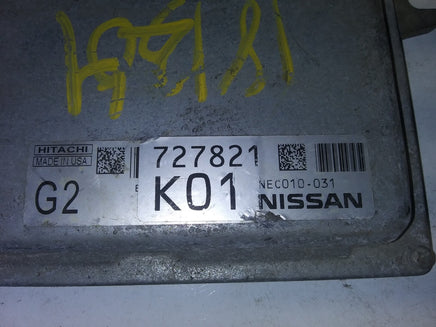 HITACHI
MADE IN USA
G2
727821
K01
NEC010-031
NISSAN